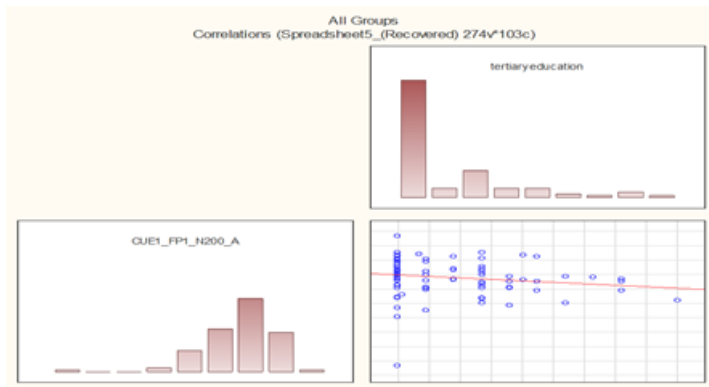 All Groups
Correlations (Spreadsheet5_(Recovered) 274v*103c)
tertiaryeducation
CUE1_FP1_N200_A